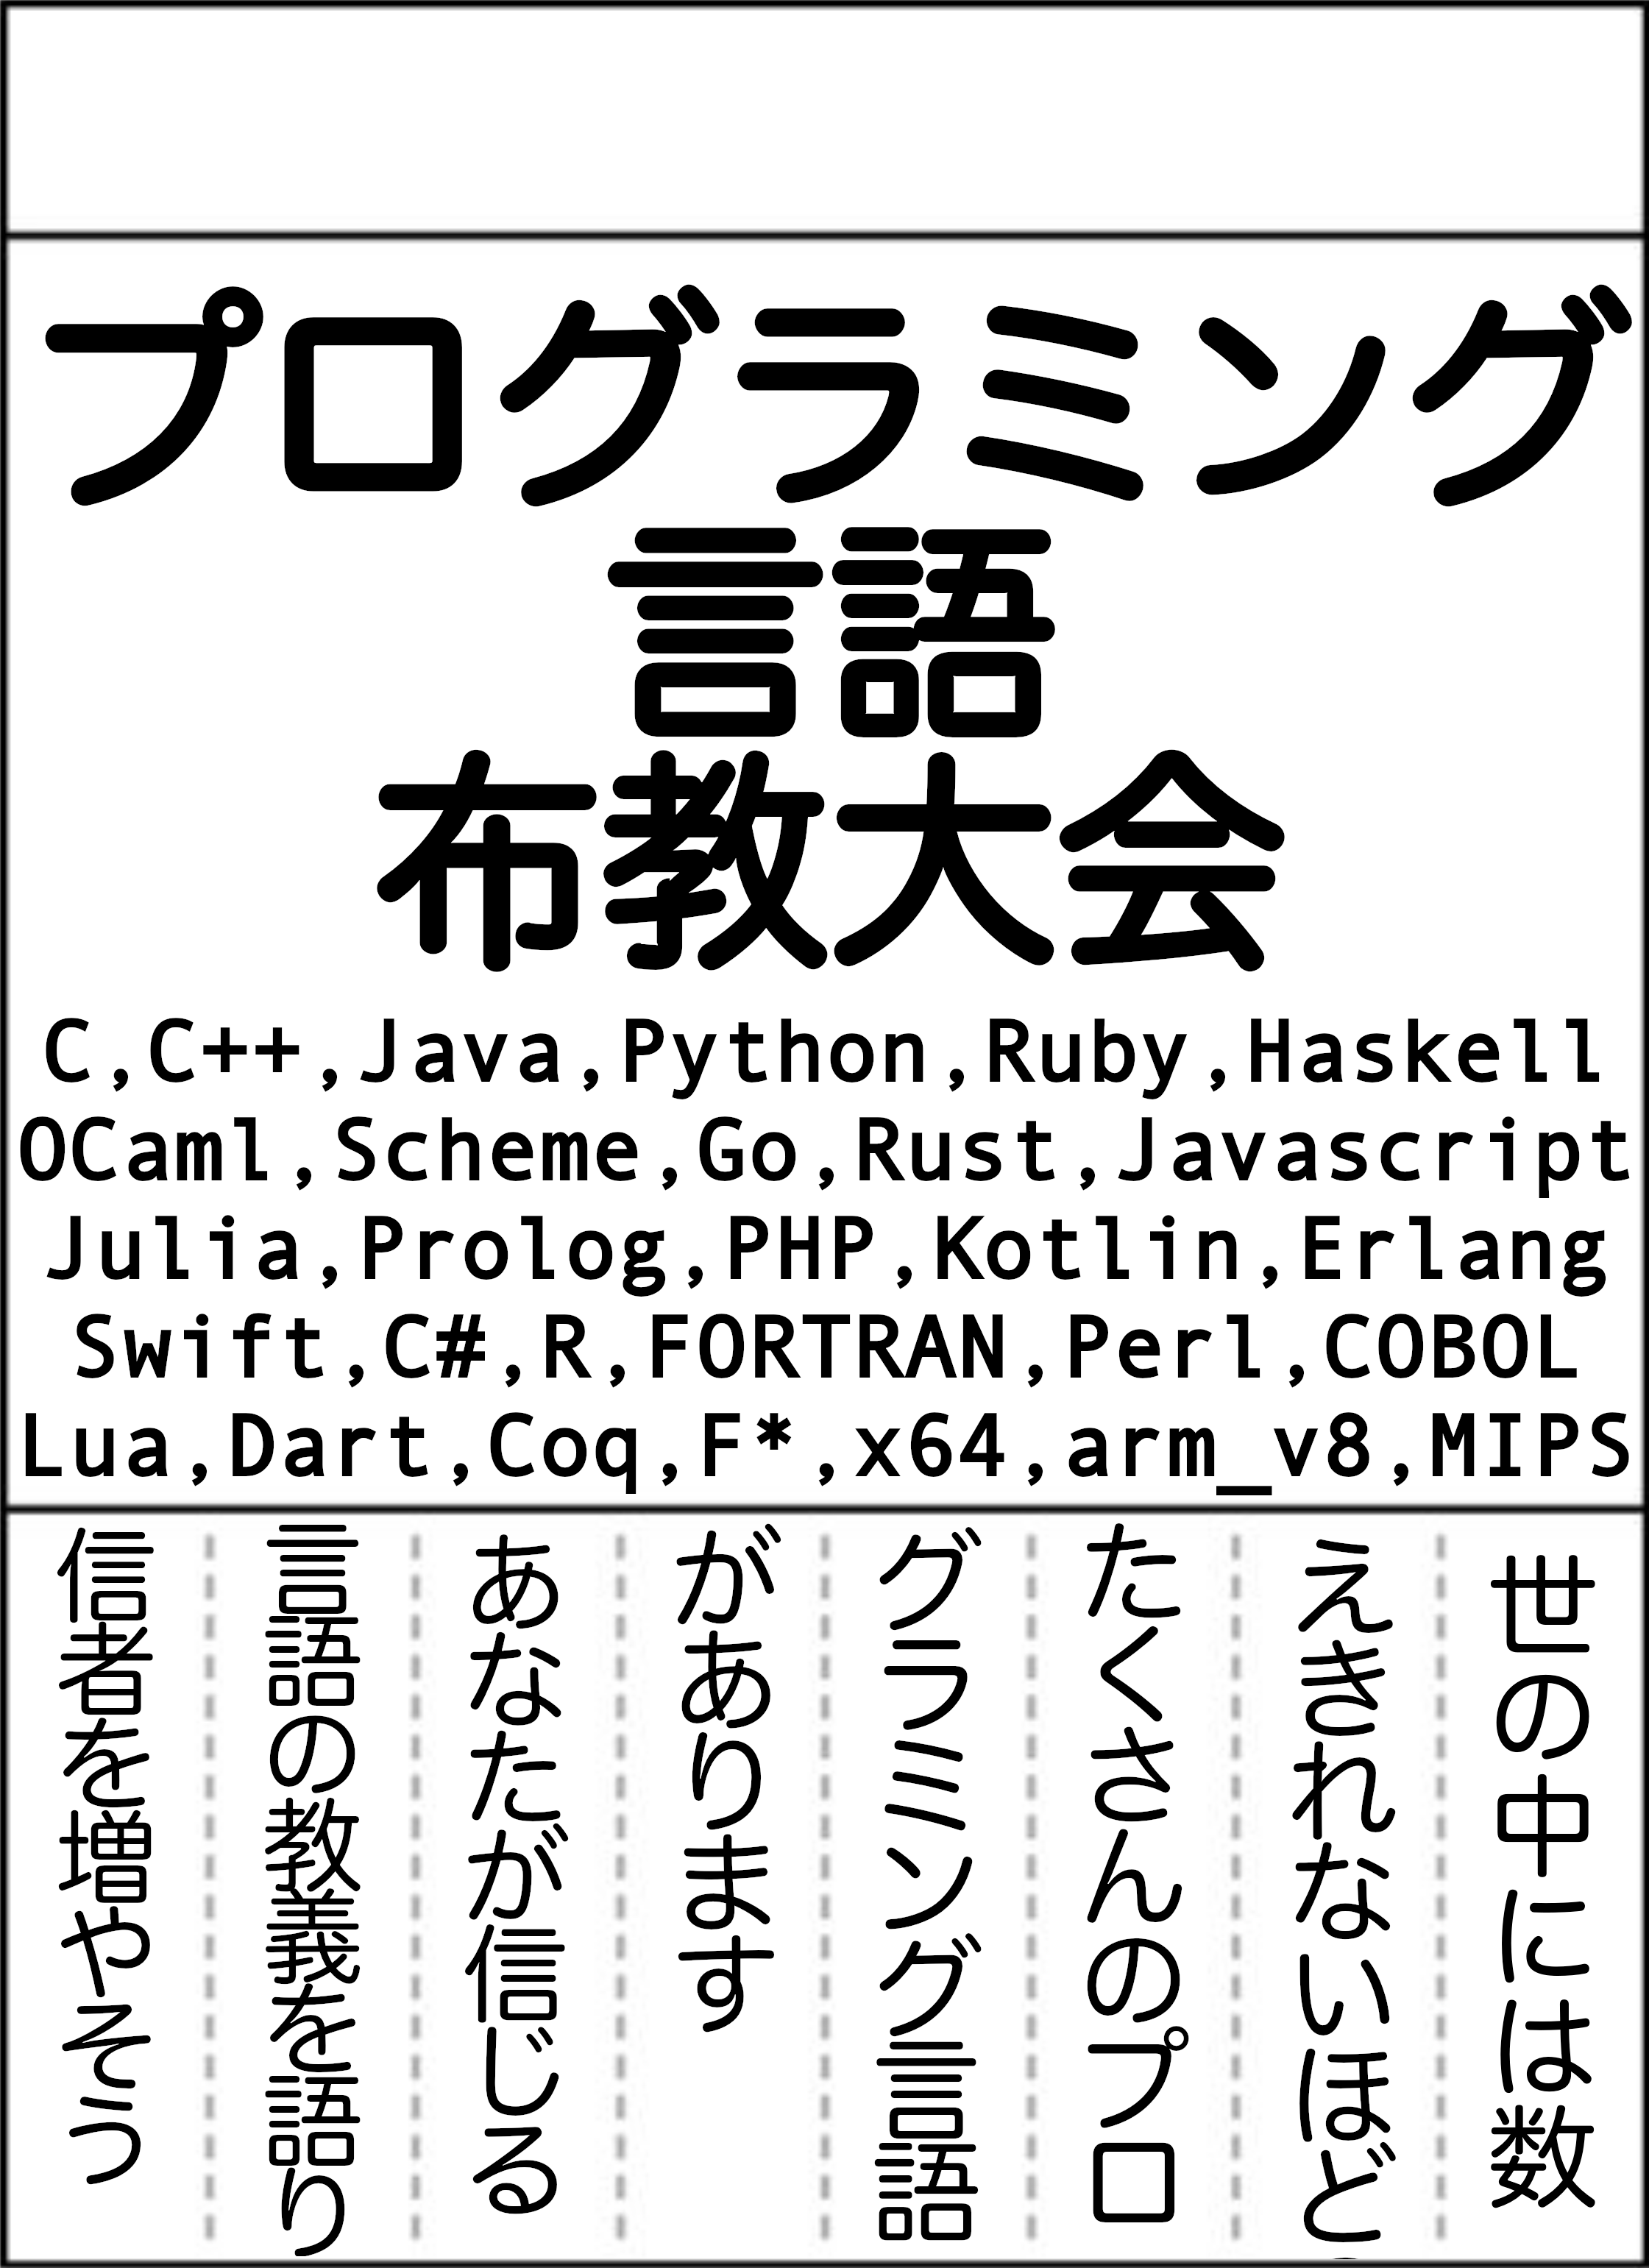 プログラミング
言語
布教大会
C,C++,Java,Python,Ruby,Haskell
OCaml,Scheme,Go,Rust,Javascript
Julia,Prolog,PHP,Kotlin,Erlang
Swift,C#,R,FORTRAN,Perl,COBOL
Lua,Dart,Coq,F*,x64,arm_v8,MIPS
世の中には数
えきれないほど
たくさんのプロ
グラミング言語
があります
あなたが信じる
言語の教義を語り
信者を増やそう